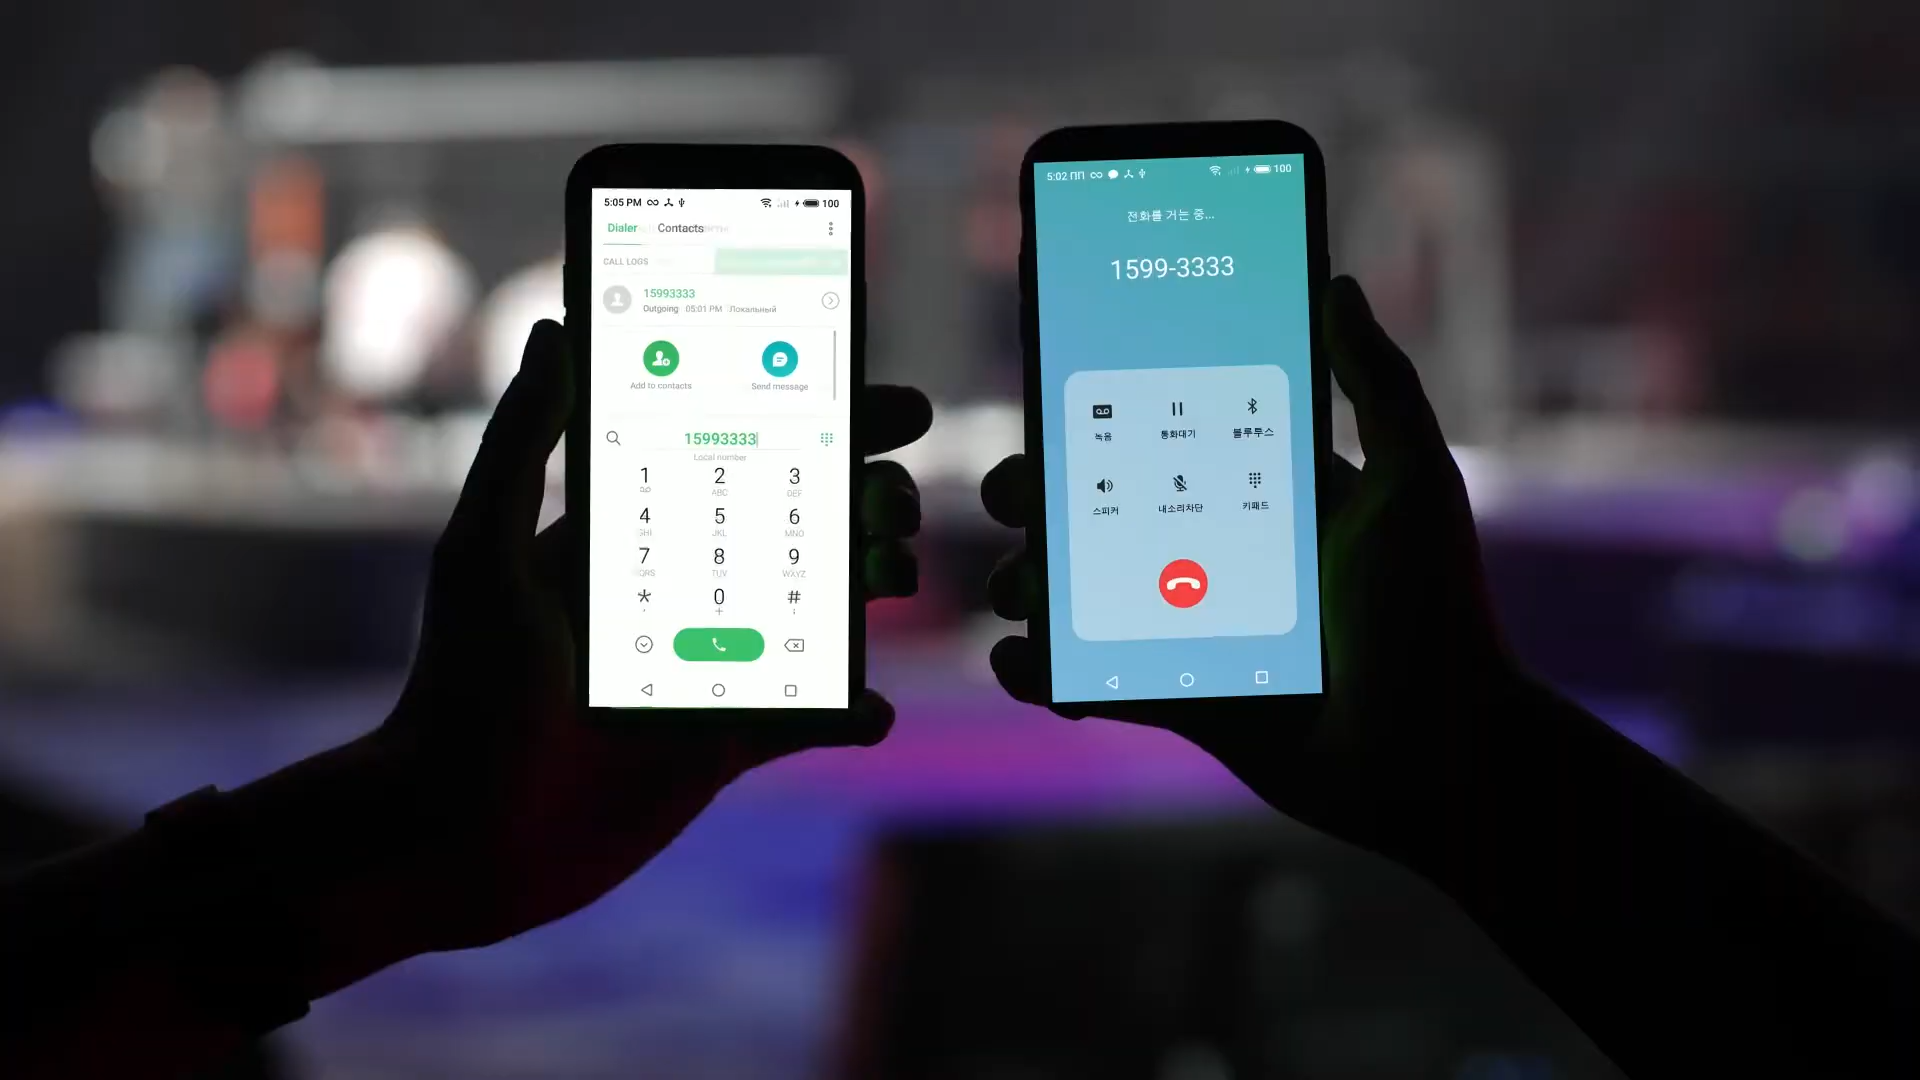 5:05 PM 100
Dialer Contacts
CALL LOGS
15993333
Outgoing 05:01 PM Локальный
Add to contacts Send message
15993333
Local number
1 2 3
ABC DEF
4 5 6
GHI JKL MNO
7 8 9
PQRS TUV WXYZ
* 0 #
, + ;
5:02 ПП 100
전화를 거는 중...
1599-3333
녹음 통화대기 블루투스
스피커 내소리차단 키패드